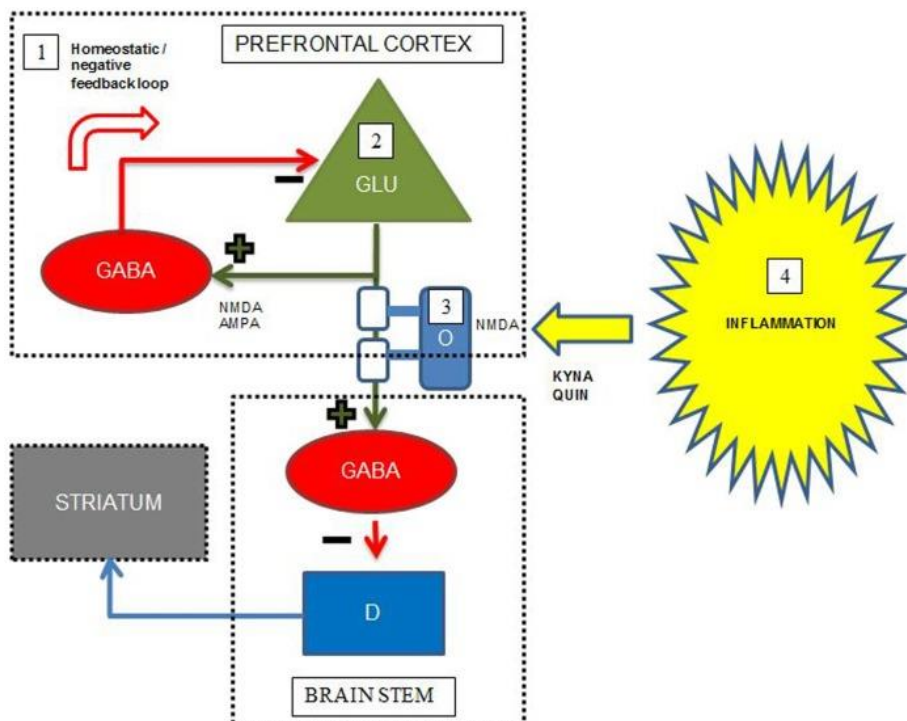 1
Homeostatic /
negative
feedback loop
PREFRONTAL CORTEX
2
GLU
GABA
+
−
NMDA
AMPA
3
O
NMDA
4
INFLAMMATION
KYNA
QUIN
+
GABA
−
STRIATUM
D
BRAIN STEM